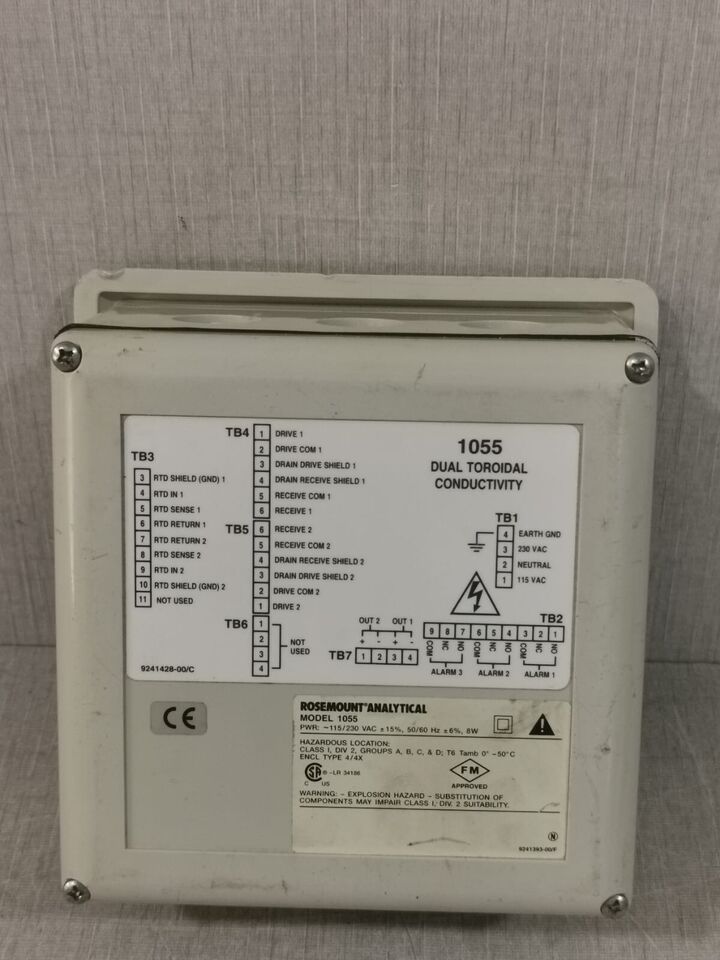 1055
DUAL TOROIDAL
CONDUCTIVITY
TB3
3 RTD SHIELD (GND) 1
4 RTD IN 1
5 RTD SENSE 1
6 RTD RETURN 1
7 RTD RETURN 2
8 RTD SENSE 2
9 RTD IN 2
10 RTD SHIELD (GND) 2
11 NOT USED
TB4
1 DRIVE 1
2 DRIVE COM 1
3 DRAIN DRIVE SHIELD 1
4 DRAIN RECEIVE SHIELD 1
5 RECEIVE COM 1
6 RECEIVE 1
TB5
6 RECEIVE 2
5 RECEIVE COM 2
4 DRAIN RECEIVE SHIELD 2
3 DRAIN DRIVE SHIELD 2
2 DRIVE COM 2
1 DRIVE 2
TB6
1
2
3
4
NOT
USED
TB1
4 EARTH GND
3 230 VAC
2 NEUTRAL
1 115 VAC
TB2
9 8 7 6 5 4 3 2 1
COM NC NO COM NC NO COM NC NO
ALARM 3 ALARM 2 ALARM 1
OUT 2 OUT 1
+ - + -
TB7 1 2 3 4
9241428-00/C
CE
ROSEMOUNT ANALYTICAL
MODEL 1055
PWR: ~115/230 VAC ±15%, 50/60 Hz ±6%, 8W
HAZARDOUS LOCATION:
CLASS I, DIV 2, GROUPS A, B, C, & D; T6 Tamb 0° -50°C
ENCL TYPE 4/4X
SA ® -LR 34186
C US
FM
APPROVED
WARNING: - EXPLOSION HAZARD - SUBSTITUTION OF
COMPONENTS MAY IMPAIR CLASS I, DIV. 2 SUITABILITY.
N
9241393-00/F